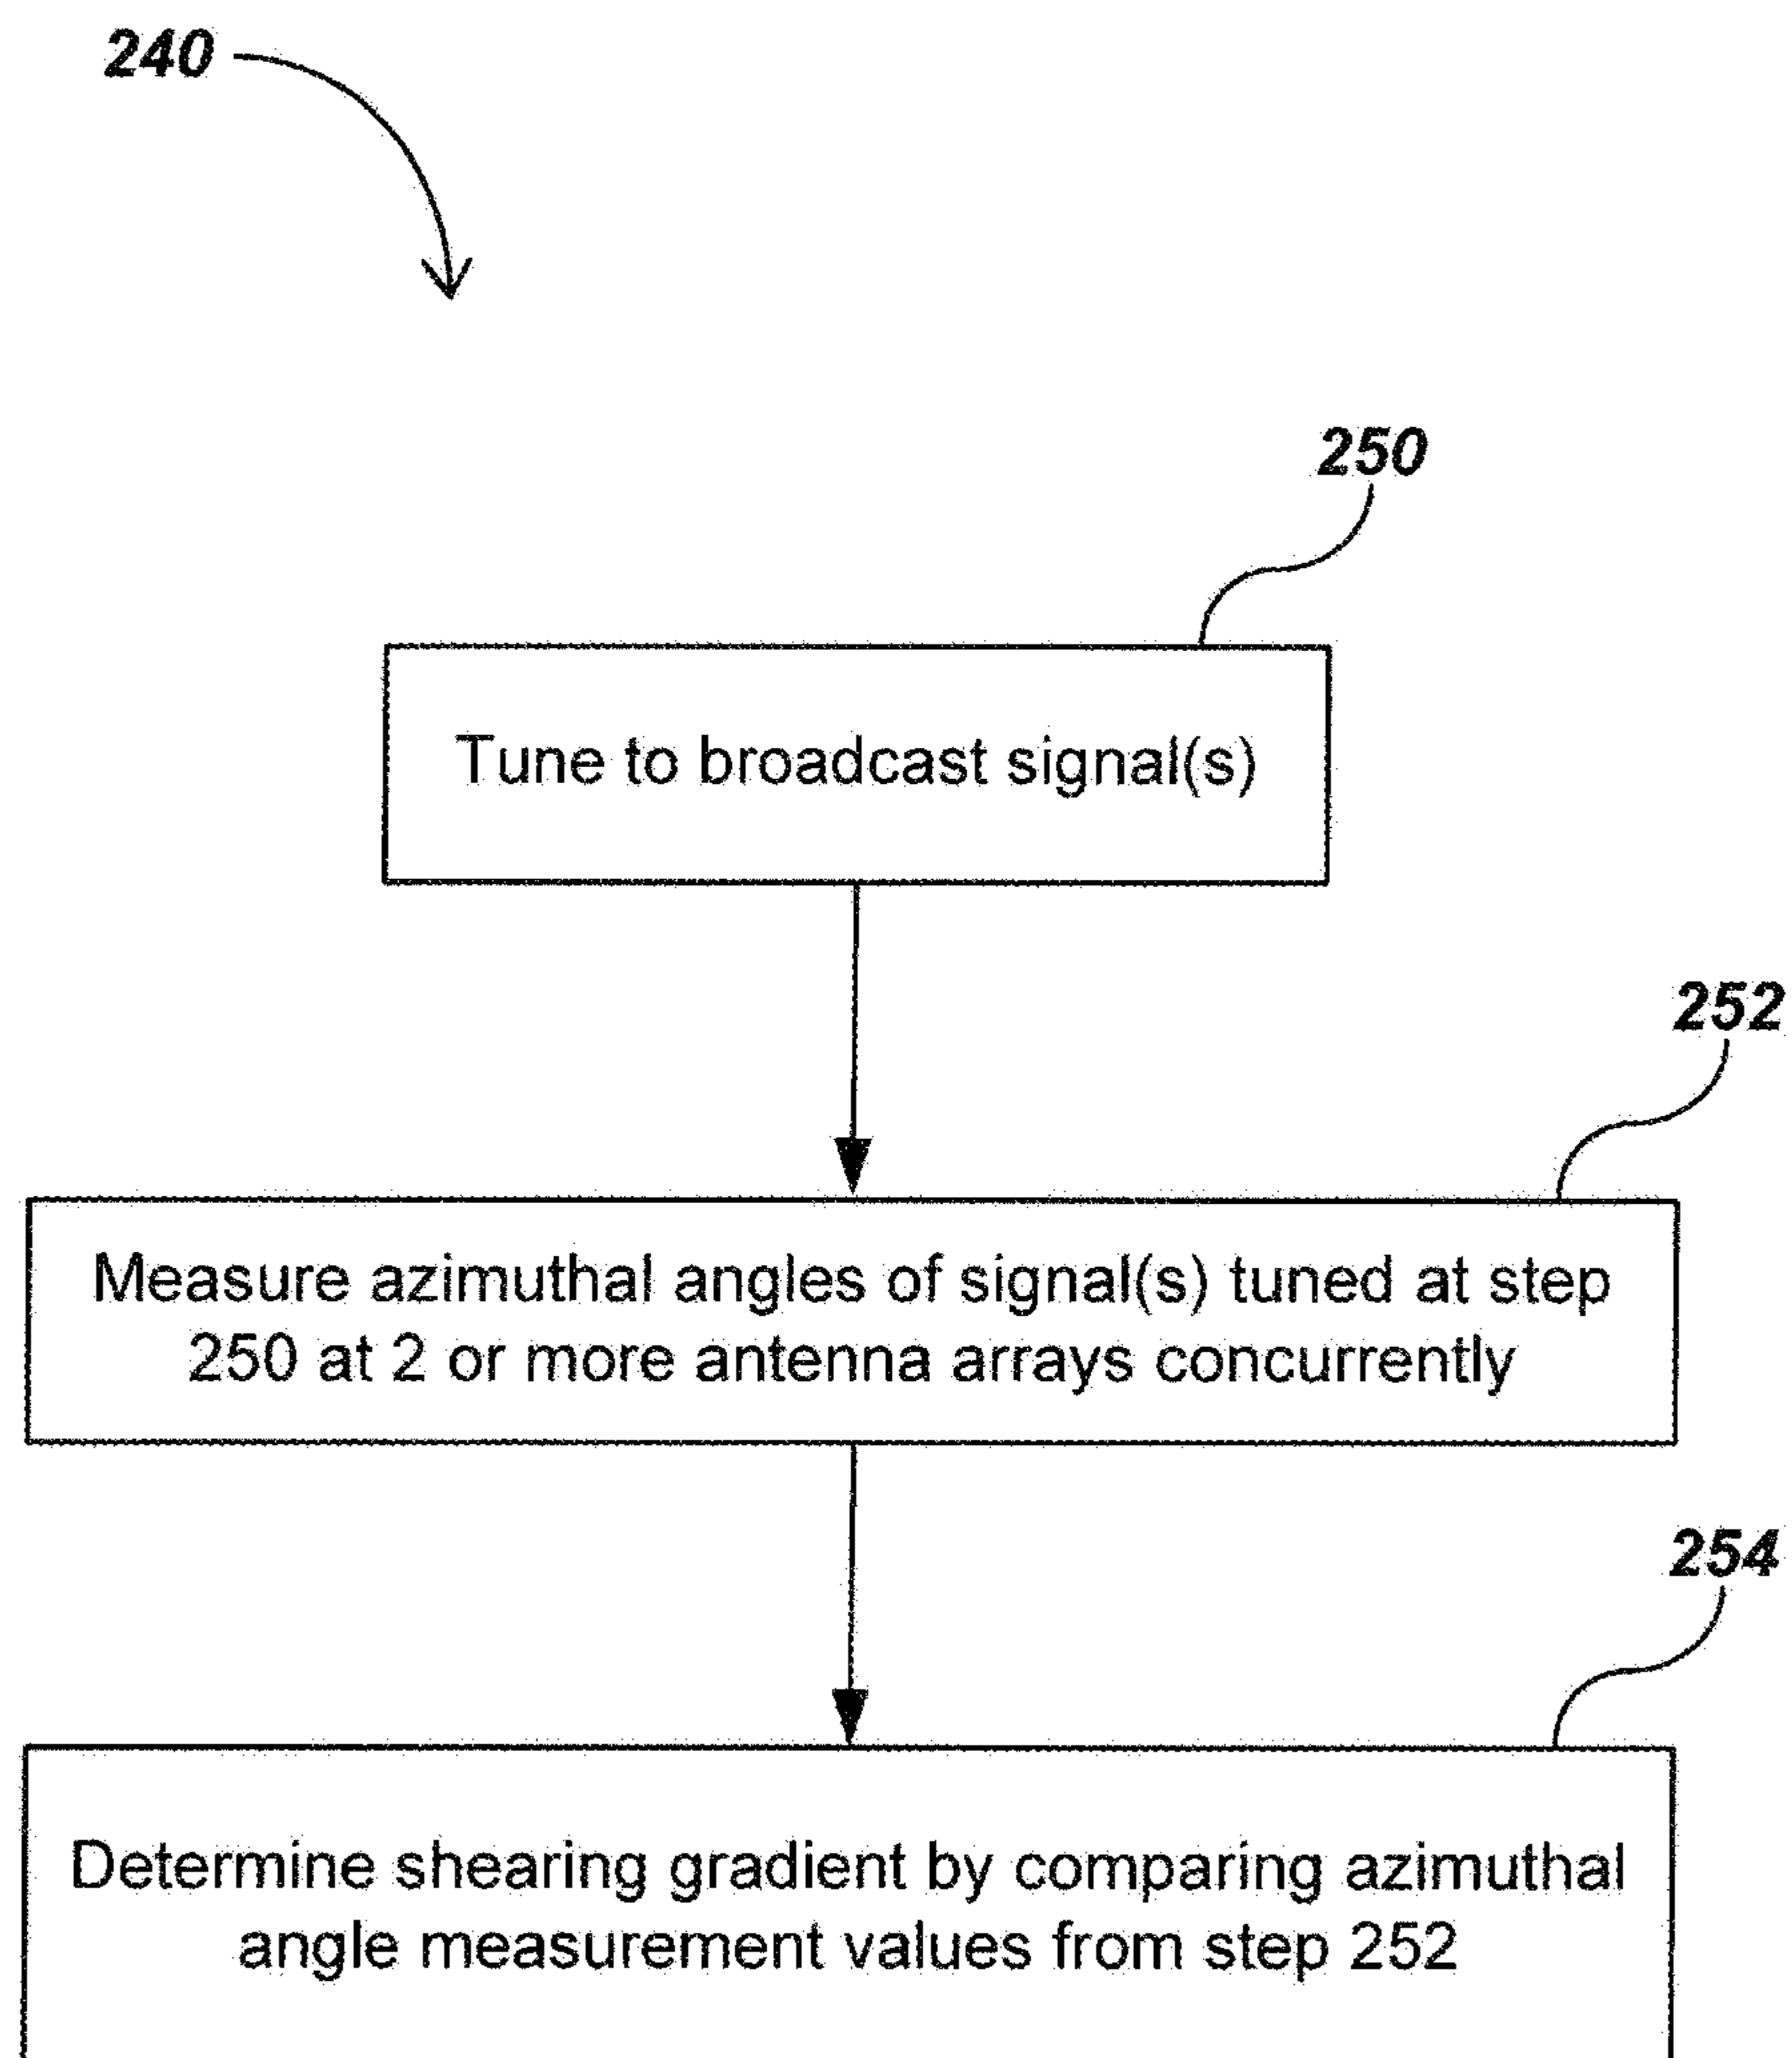 240
250
Tune to broadcast signal(s)
252
Measure azimuthal angles of signal(s) tuned at step
250 at 2 or more antenna arrays concurrently
254
Determine shearing gradient by comparing azimuthal
angle measurement values from step 252